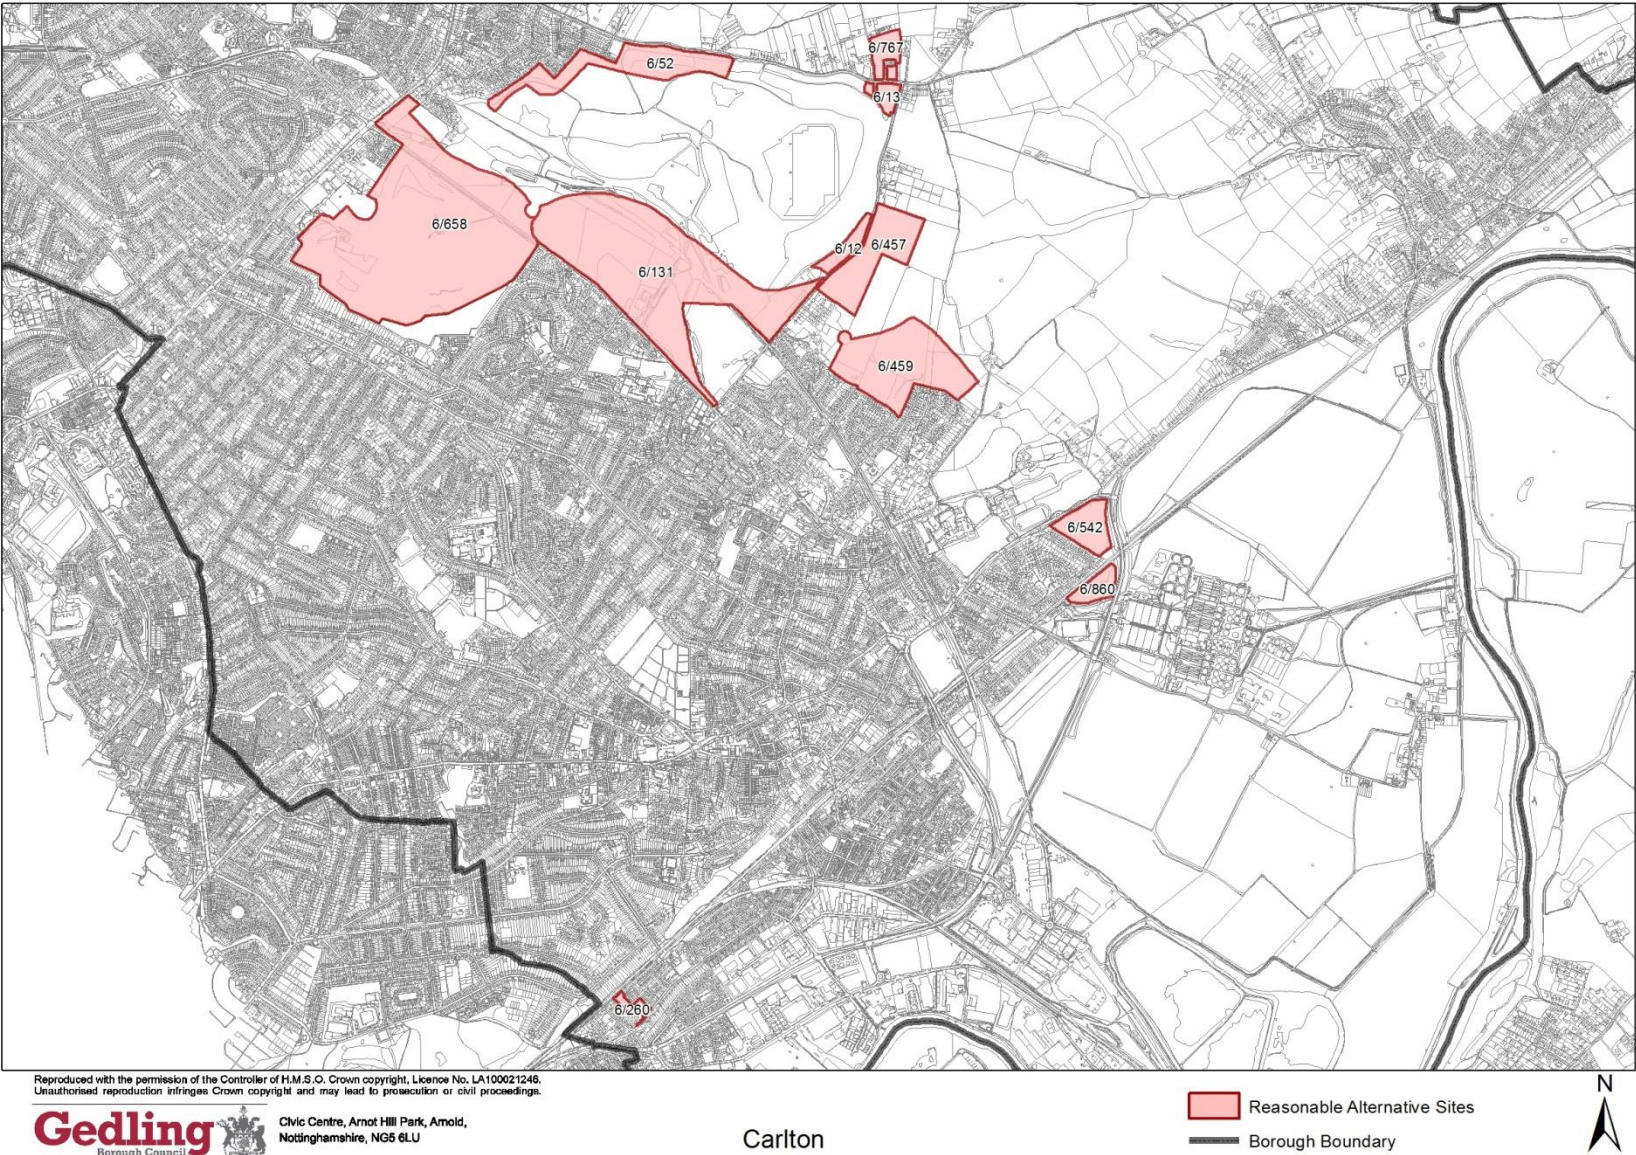 6/767
6/52
6/13
6/658
6/12
6/457
6/131
6/459
6/542
6/860
6/260
Reproduced with the permission of the Controller of H.M.S.O. Crown copyright, Licence No. LA100021246.
Unauthorised reproduction infringes Crown copyright and may lead to prosecution or civil proceedings.
Gedling
Borough Council
Civic Centre, Arnot Hill Park, Arnold,
Nottinghamshire, NG5 6LU
Carlton
Reasonable Alternative Sites
Borough Boundary
N